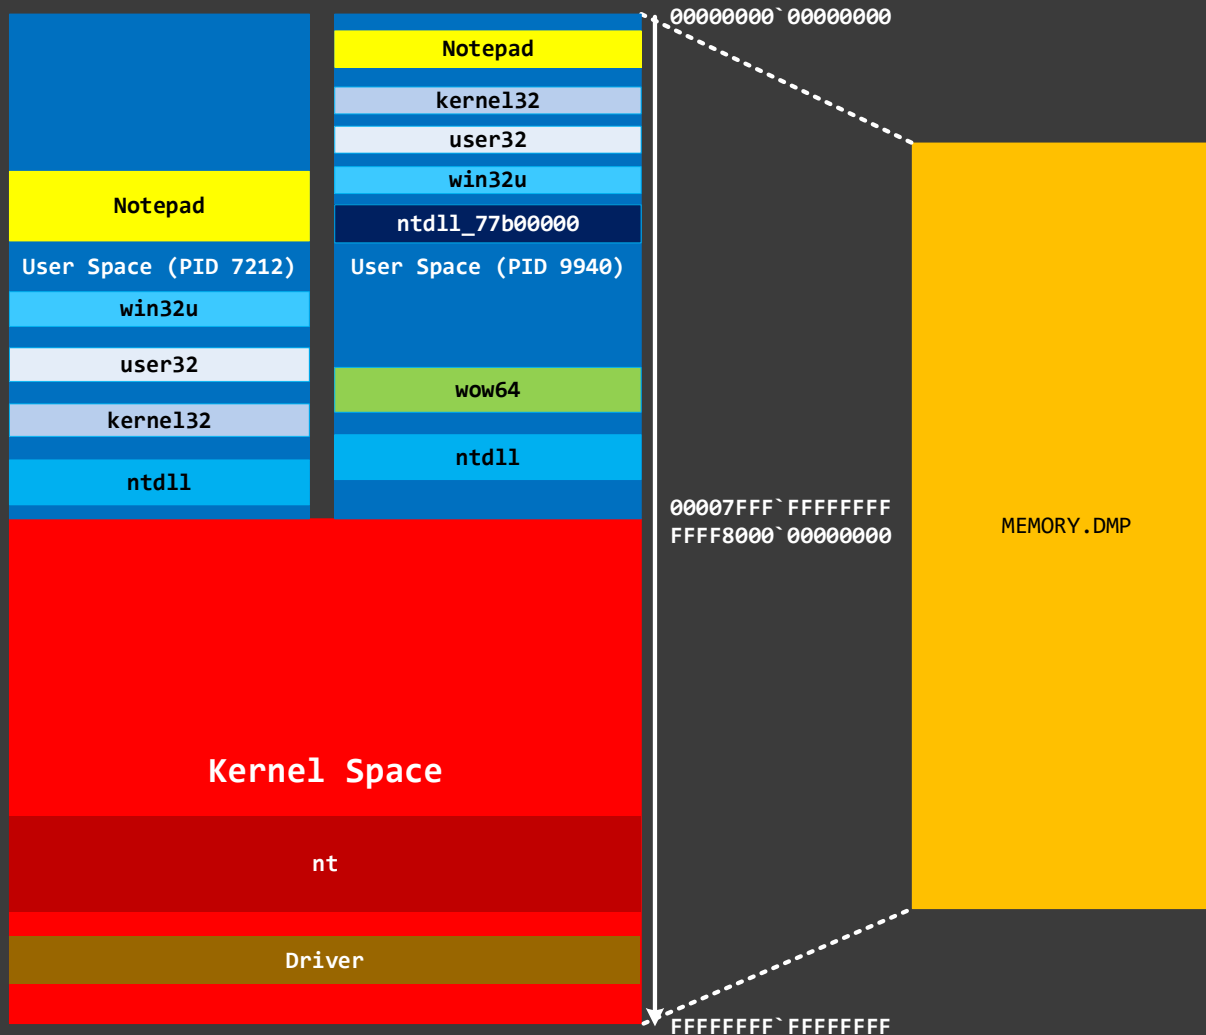 Notepad
User Space (PID 7212)
win32u
user32
kernel32
ntdll
Notepad
kernel32
user32
win32u
ntdll_77b00000
User Space (PID 9940)
wow64
ntdll
Kernel Space
nt
Driver
00000000`00000000
00007FFF`FFFFFFFF
FFFF8000`00000000
FFFFFFFF`FFFFFFFF
MEMORY.DMP